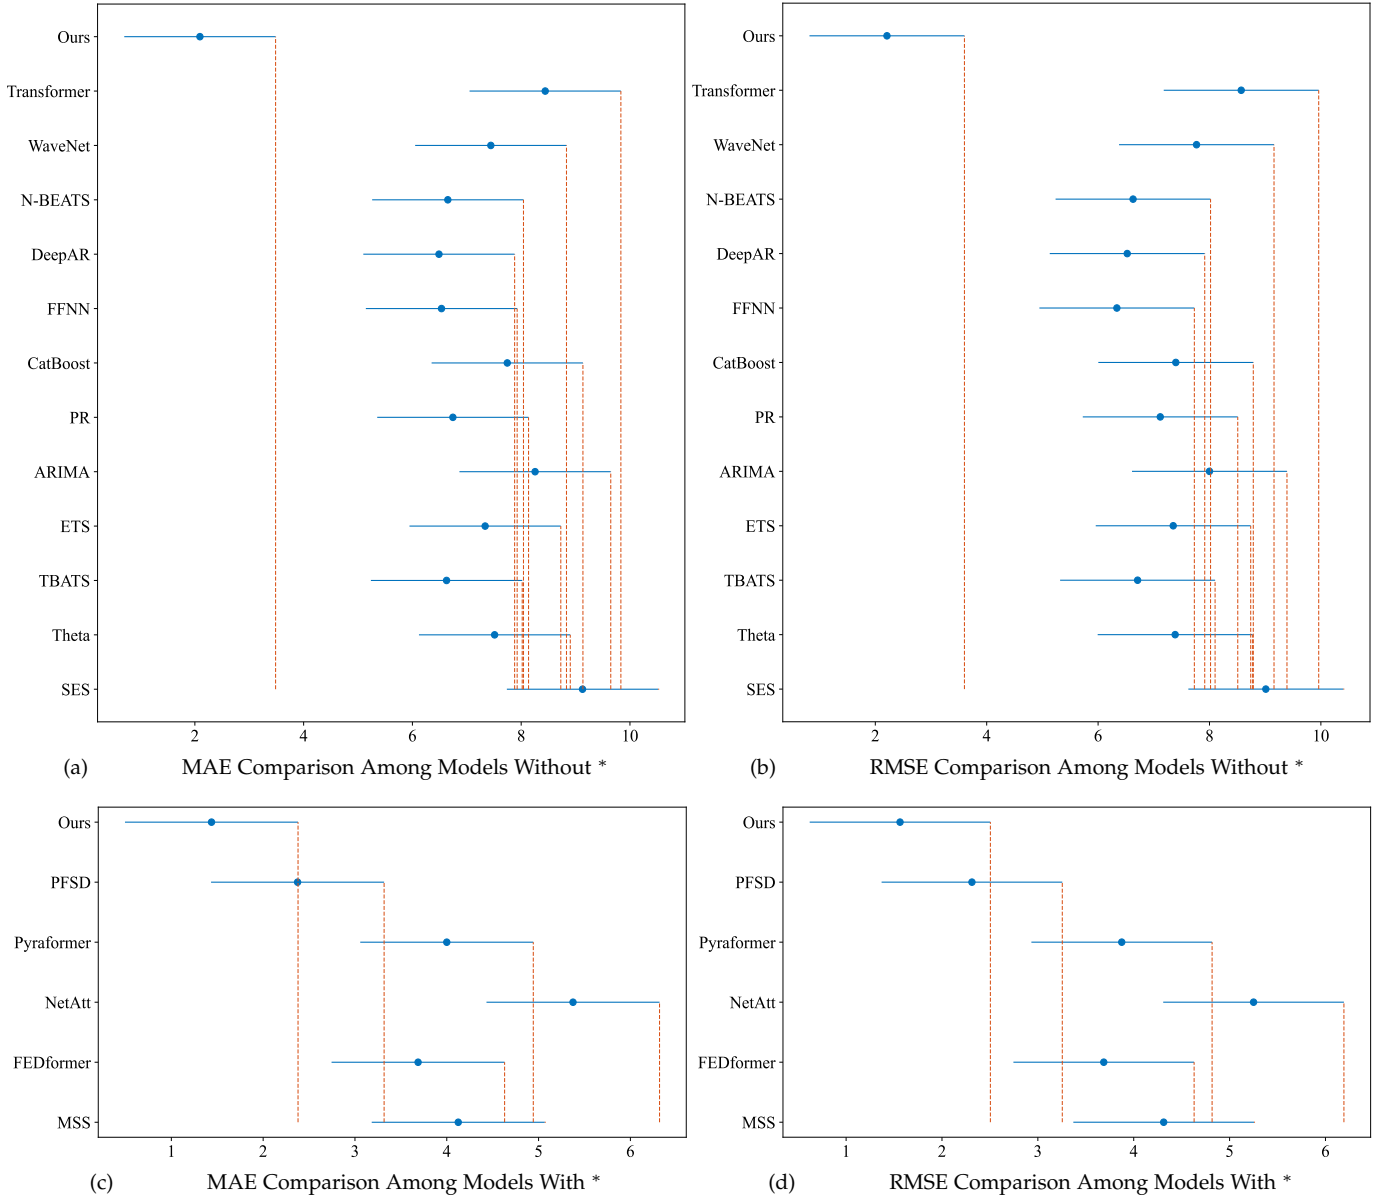 Ours
Transformer
WaveNet
N-BEATS
DeepAR
FFNN
CatBoost
PR
ARIMA
ETS
TBATS
Theta
SES
2 4 6 8 10
(a) MAE Comparison Among Models Without *
Ours
Transformer
WaveNet
N-BEATS
DeepAR
FFNN
CatBoost
PR
ARIMA
ETS
TBATS
Theta
SES
2 4 6 8 10
(b) RMSE Comparison Among Models Without *
Ours
PFSD
Pyraformer
NetAtt
FEDformer
MSS
1 2 3 4 5 6
(c) MAE Comparison Among Models With *
Ours
PFSD
Pyraformer
NetAtt
FEDformer
MSS
1 2 3 4 5 6
(d) RMSE Comparison Among Models With *